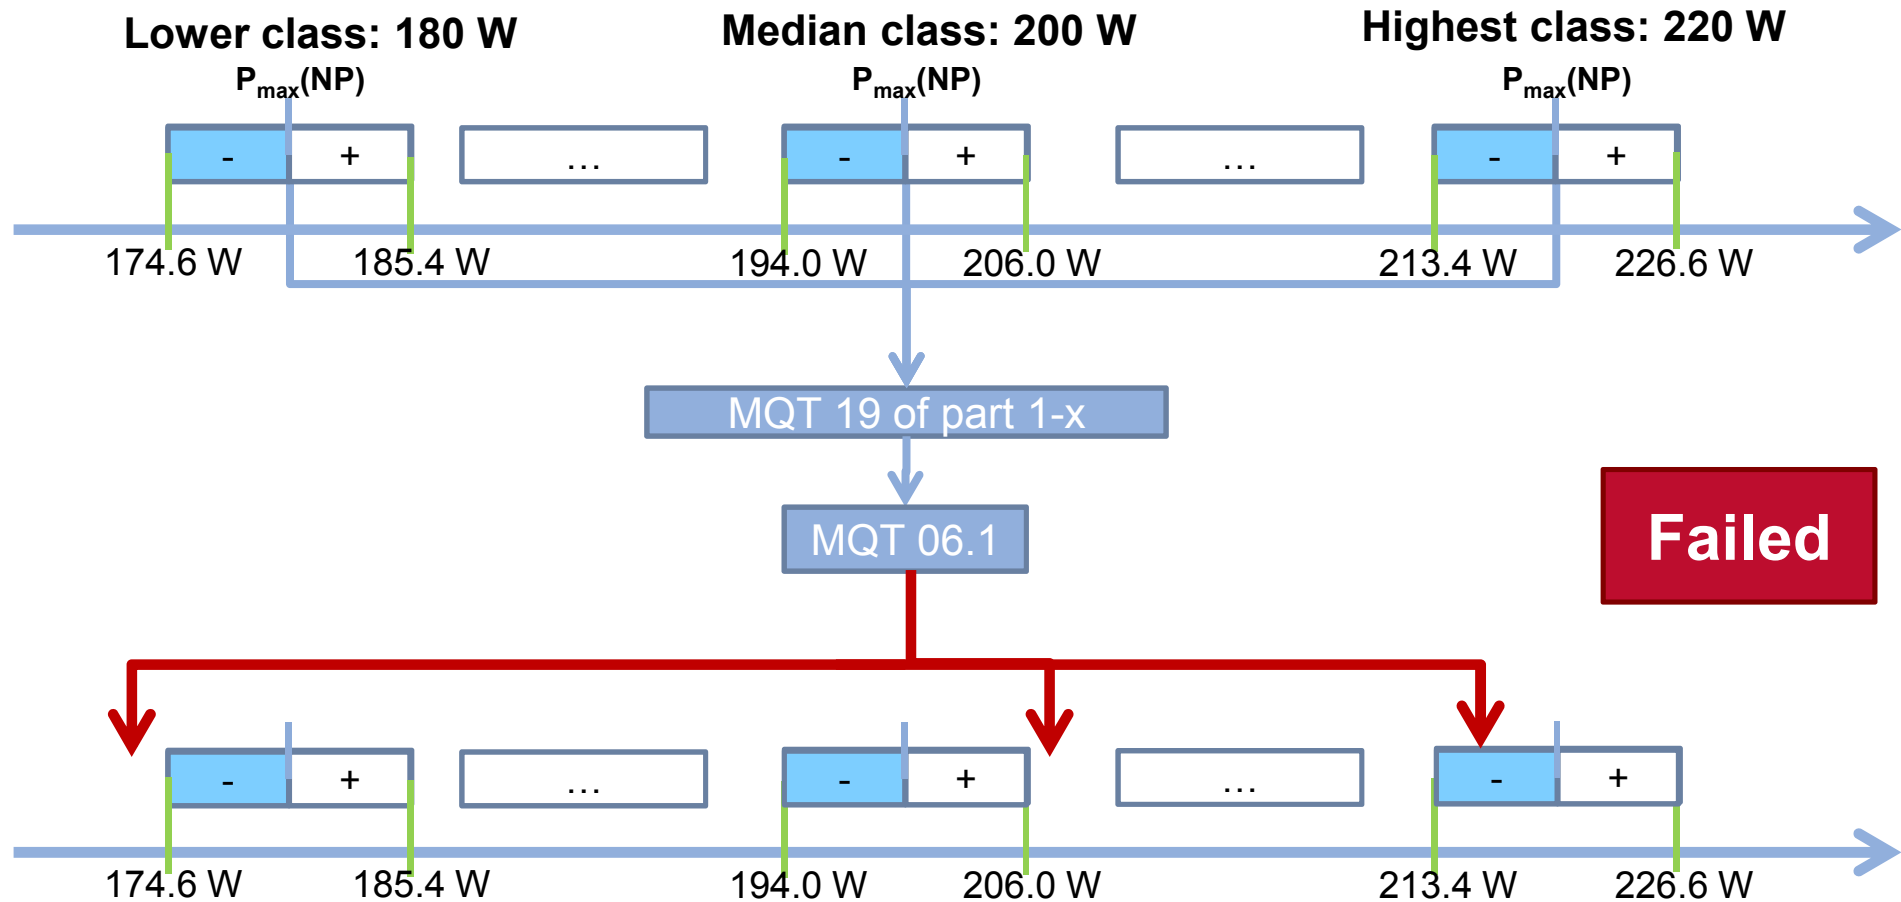 Lower class: 180 W Median class: 200 W Highest class: 220 W
Pmax(NP) Pmax(NP) Pmax(NP)
- + ... - + ... - +
174.6 W 185.4 W 194.0 W 206.0 W 213.4 W 226.6 W
MQT 19 of part 1-x
MQT 06.1
Failed
- + ... - + ... - +
174.6 W 185.4 W 194.0 W 206.0 W 213.4 W 226.6 W